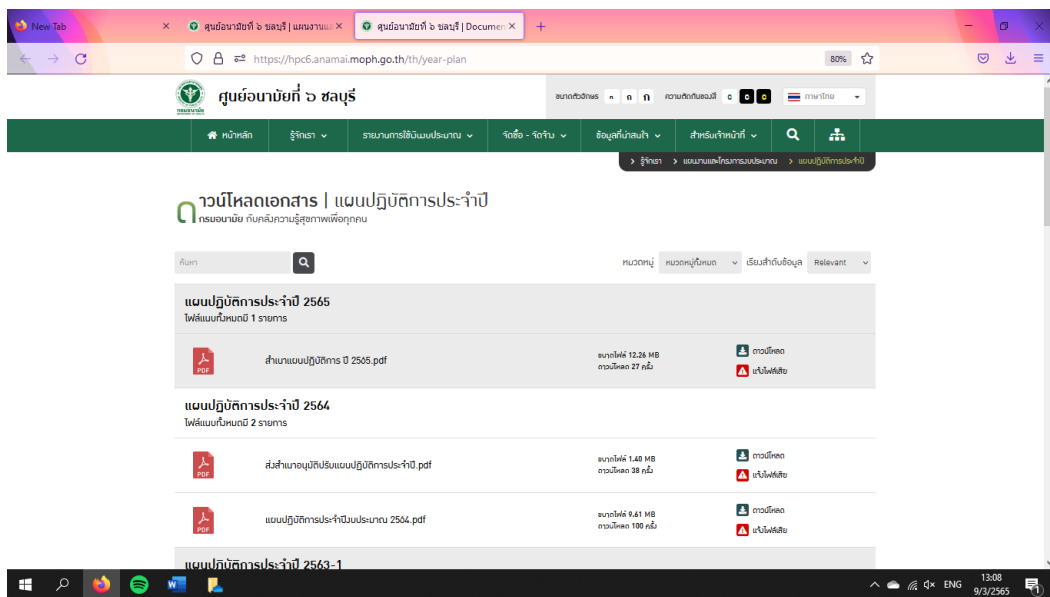 New Tab
ศูนย์อนามัยที่ ๖ ชลบุรี | แผนงานและ
ศูนย์อนามัยที่ ๖ ชลบุรี | Documen
https://hpc6.anamai.moph.go.th/th/year-plan
80%
ศูนย์อนามัยที่ ๖ ชลบุรี
ขนาดตัวอักษร ก ก ก ความตัดกันของสี C C C ภาษาไทย
หน้าหลัก รู้จักเรา รายงานการใช้เงินงบประมาณ จัดซื้อ - จัดจ้าง ข้อมูลที่น่าสนใจ สำหรับเจ้าหน้าที่
> รู้จักเรา > แผนงานและโครงการงบประมาณ > แผนปฏิบัติการประจำปี
ดาวน์โหลดเอกสาร | แผนปฏิบัติการประจำปี
กรมอนามัย กับคลังความรู้สุขภาพเพื่อทุกคน
ค้นหา
หมวดหมู่ หมวดหมู่ทั้งหมด เรียงลำดับข้อมูล Relevant
แผนปฏิบัติการประจำปี 2565
ไฟล์แนบทั้งหมดมี 1 รายการ
PDF
สำเนาแผนปฏิบัติการ ปี 2565.pdf
ขนาดไฟล์ 12.26 MB
ดาวน์โหลด 27 ครั้ง
ดาวน์โหลด
แจ้งไฟล์เสีย
แผนปฏิบัติการประจำปี 2564
ไฟล์แนบทั้งหมดมี 2 รายการ
PDF
ส่งสำเนาอนุมัติปรับแผนปฏิบัติการประจำปี.pdf
ขนาดไฟล์ 1.40 MB
ดาวน์โหลด 38 ครั้ง
ดาวน์โหลด
แจ้งไฟล์เสีย
PDF
แผนปฏิบัติการประจำปีงบประมาณ 2564.pdf
ขนาดไฟล์ 9.61 MB
ดาวน์โหลด 100 ครั้ง
ดาวน์โหลด
แจ้งไฟล์เสีย
แผนปฏิบัติการประจำปี 2563-1
W
ENG
13:08
9/3/2565
1